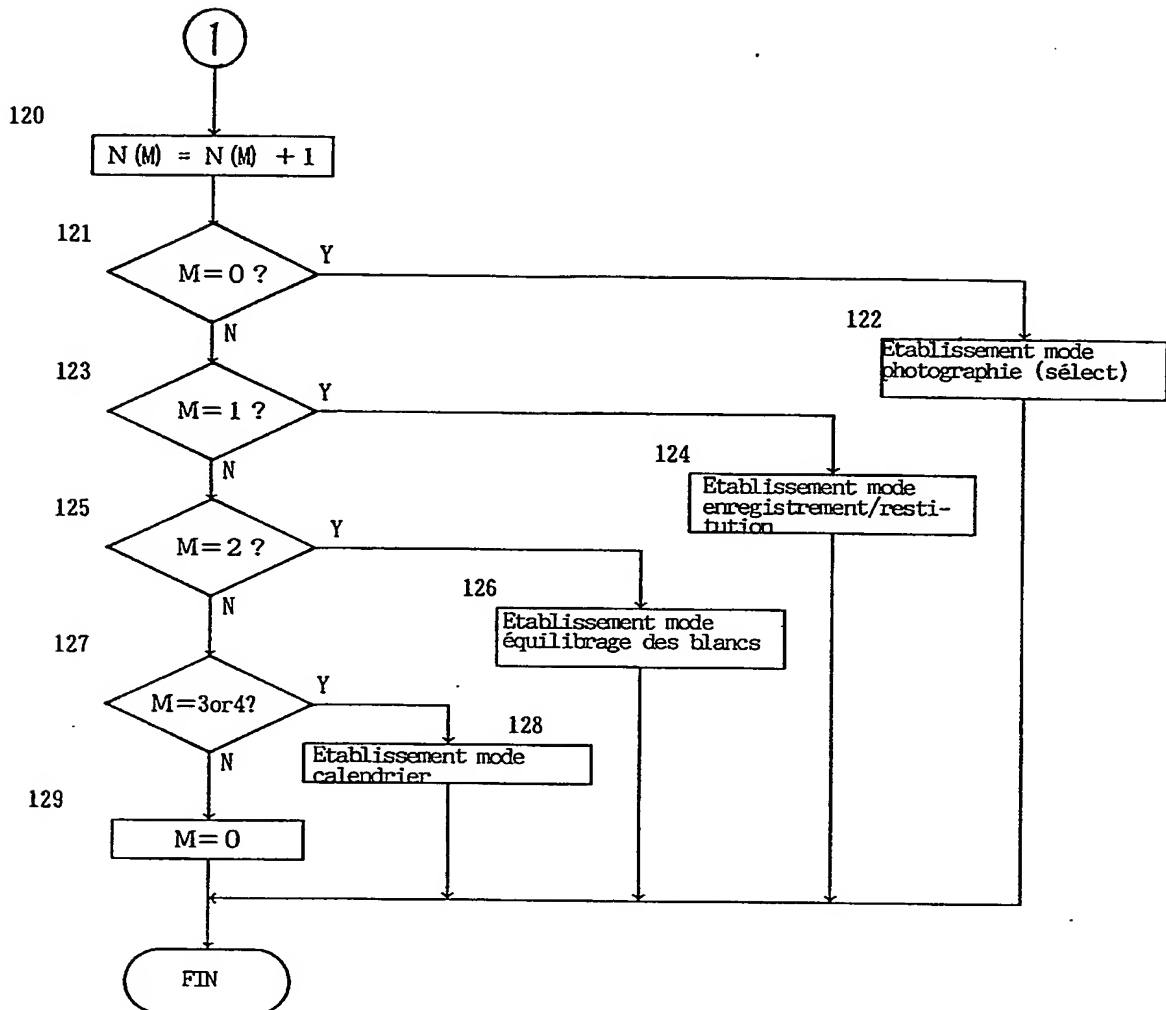 1
120
N(M) = N(M) +1
121
M=0?
Y
N
122
Etablissement mode
photographie (sélect)
123
M=1?
Y
N
124
Etablissement mode
enregistrement/resti-
tution
125
M=2?
Y
N
126
Etablissement mode
équilibrage des blancs
127
M=3or4?
Y
N
128
Etablissement mode
calendrier
129
M=0
FIN